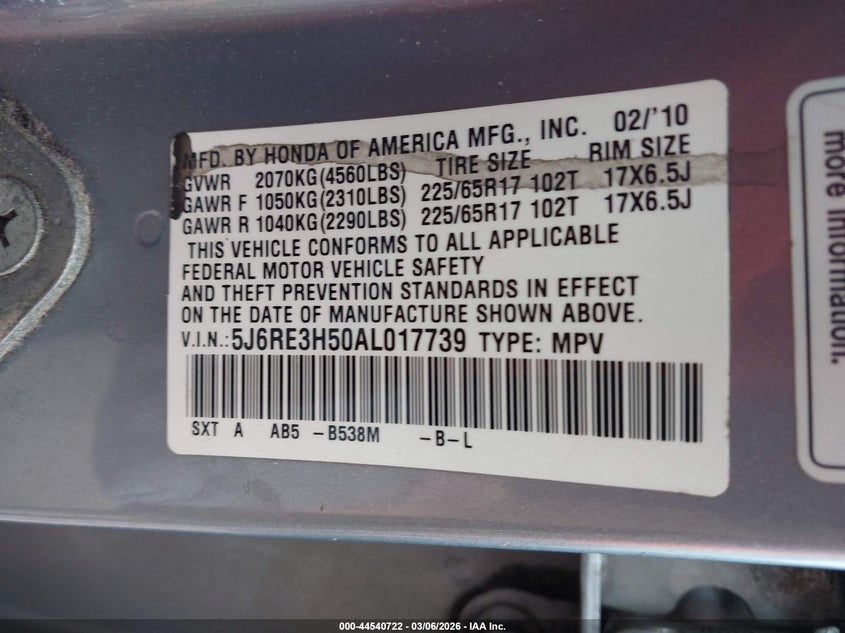 MFD. BY HONDA OF AMERICA MFG., INC. 02/'10
GVWR 2070KG(4560LBS) TIRE SIZE RIM SIZE
GAWR F 1050KG(2310LBS) 225/65R17 102T 17X6.5J
GAWR R 1040KG(2290LBS) 225/65R17 102T 17X6.5J
THIS VEHICLE CONFORMS TO ALL APPLICABLE
FEDERAL MOTOR VEHICLE SAFETY
AND THEFT PREVENTION STANDARDS IN EFFECT
ON THE DATE OF MANUFACTURE SHOWN ABOVE.
V.I.N.: 5J6RE3H50AL017739 TYPE: MPV
SXT A AB5 -B538M -B-L
more information.
000-44540722 - 03/06/2026 - IAA Inc.